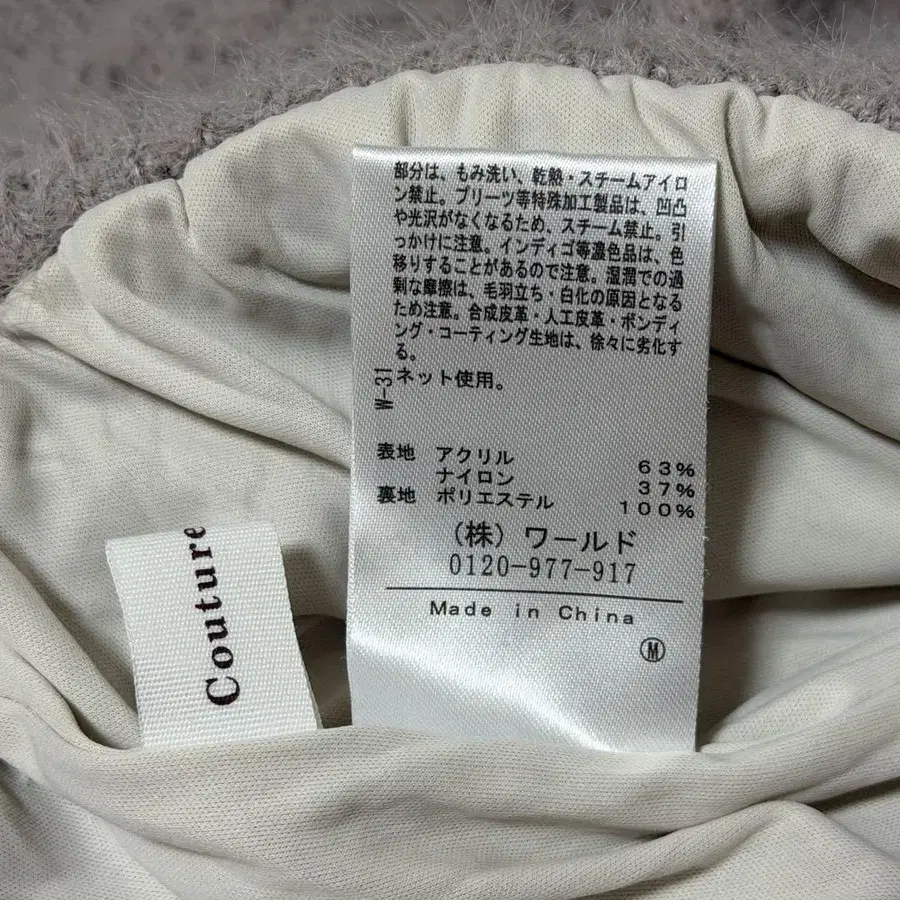 部分は、もみ洗い、乾熱・スチームアイロ
ン禁止。プリーツ等特殊加工製品は、凹凸
や光沢がなくなるため、スチーム禁止。引
っかけに注意。インディゴ等濃色品は、色
移りすることがあるので注意。湿潤での過
剰な摩擦は、毛羽立ち・白化の原因となる
ため注意。合成皮革・人工皮革・ボンディ
ング・コーティング生地は、徐々に劣化す
る。
ネット使用。
W-31
表地 アクリル 63%
ナイロン 37%
裏地 ポリエステル 100%
(株)ワールド
0120-977-917
Made in China
M
Couture